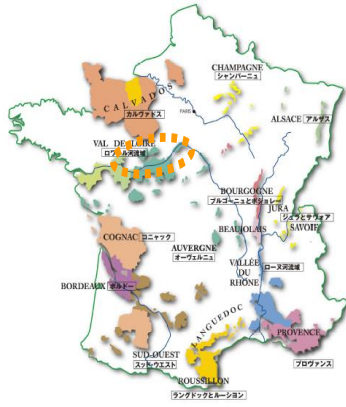 CHAMPAGNE
シャンパーニュ
CALVADOS
カルヴァドス
PARIS
ALSACE アルザス
VAL DE LOIRE
ロワール河流域
BOURGOGNE
ブルゴーニュとボジョレー
JURA
ジュラとサヴォア
SAVOIE
BEAUJOLAIS
COGNAC コニャック
AUVERGNE
オーヴェルニュ
VALLÉE
DU
RHÔNE
ローヌ河流域
BORDEAUX ボルドー
LANGUEDOC
PROVENCE
プロヴァンス
SUD-OUEST
スッド・ウエスト
ROUSSILLON
ラングドックとルーション